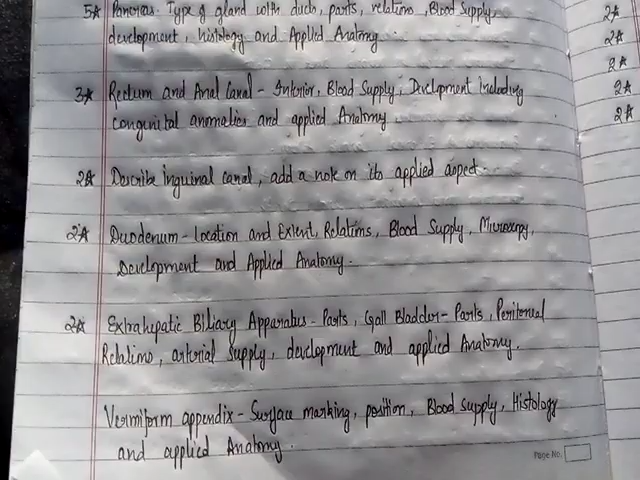 5* Pancreas. Type of gland with ducts, parts, relations, Blood Supply,
development, histology and Applied Anatomy.
3* Rectum and Anal Canal - Interior, Blood Supply, Development including
congenital anomalies and applied Anatomy.
2* Describe inguinal canal, add a note on its applied aspect.
2* Duodenum - Location and Extent, Relations, Blood Supply, Microscopy,
Development and Applied Anatomy.
2* Extrahepatic Biliary Apparatus - Parts, Gall Bladder - Parts, Peritoneal
Relations, arterial Supply, development and applied Anatomy.
Vermiform appendix - Surface marking, position, Blood Supply, Histology
and applied Anatomy.
Page No.
2*
2*
2*
2*
2*